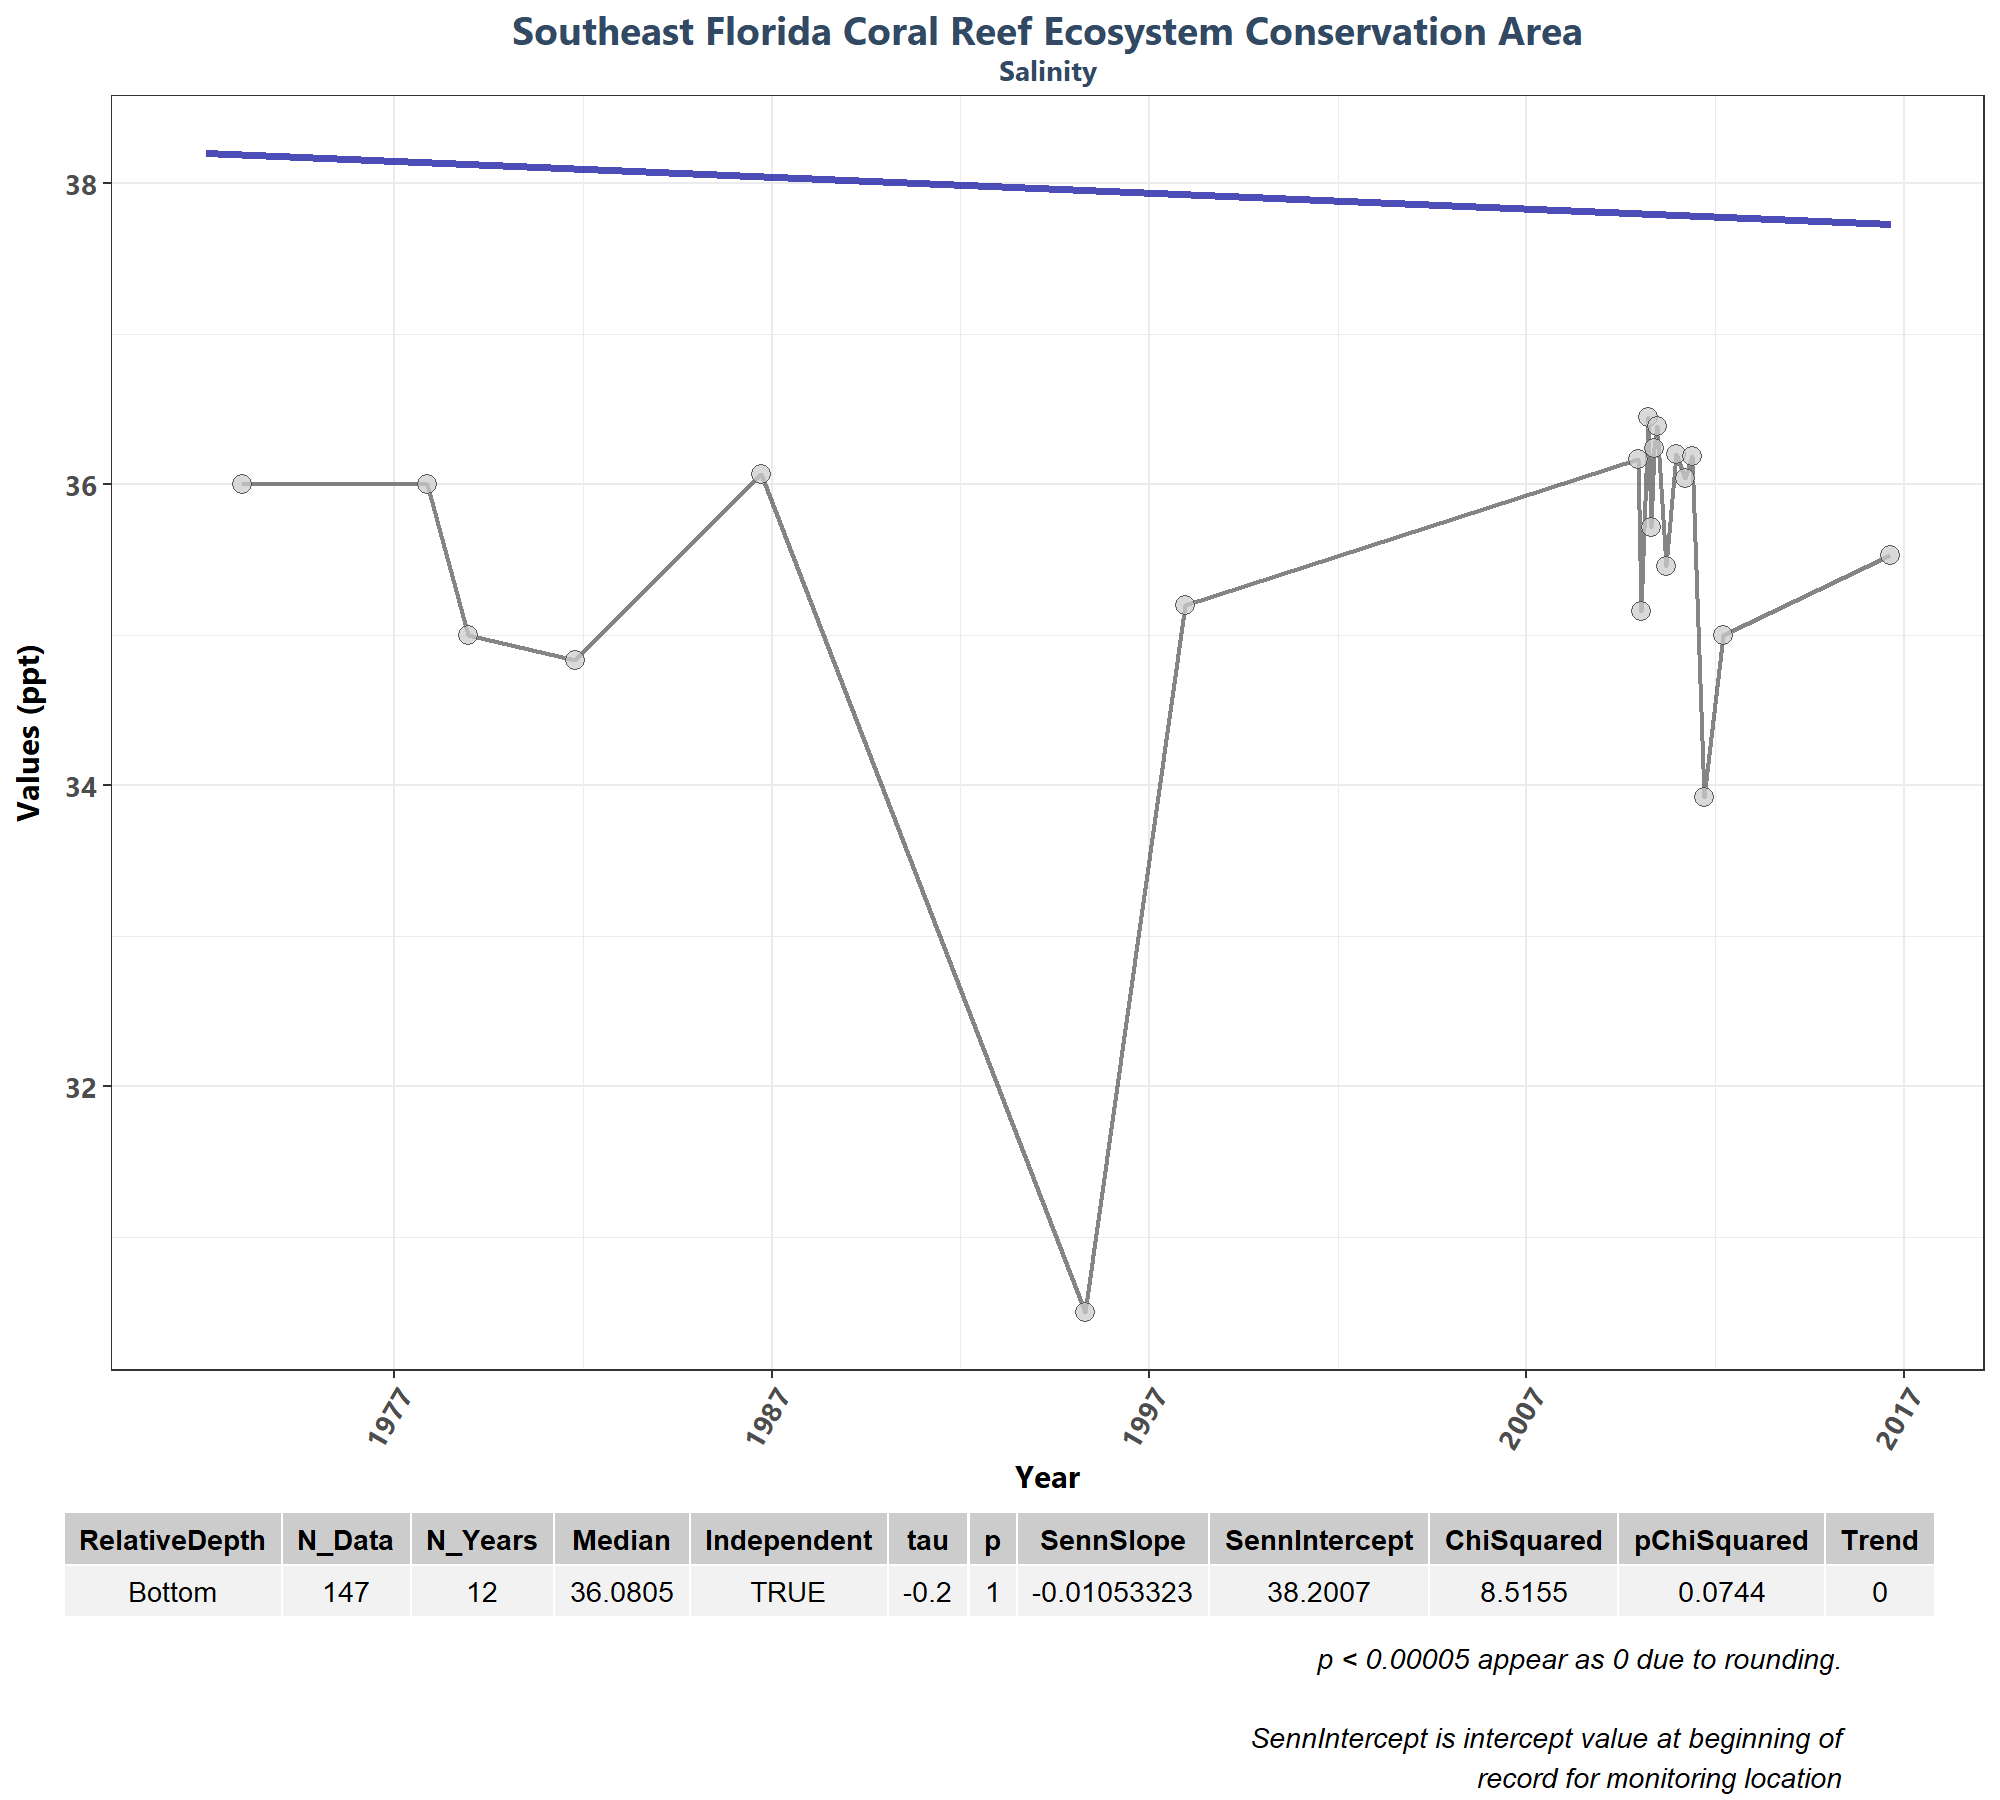 Southeast Florida Coral Reef Ecosystem Conservation Area
Salinity
Values (ppt)
38
36
34
32
1977
1987
1997
2007
2017
Year
RelativeDepth N_Data N_Years Median Independent tau p SennSlope SennIntercept ChiSquared pChiSquared Trend
Bottom 147 12 36.0805 TRUE -0.2 1 -0.01053323 38.2007 8.5155 0.0744 0
p < 0.00005 appear as 0 due to rounding.
SennIntercept is intercept value at beginning of
record for monitoring location